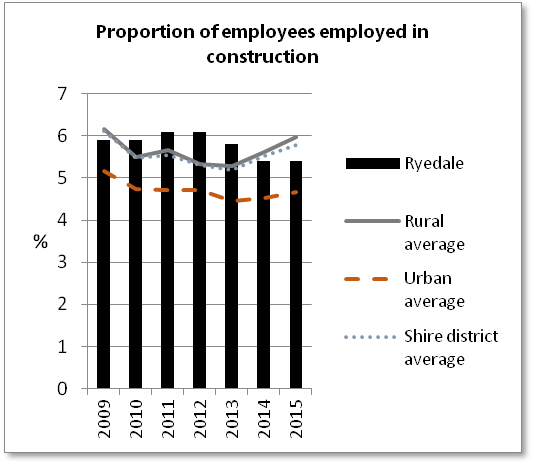 Proportion of employees employed in
construction
7
6
5
4
3
2
1
0
%
2009
2010
2011
2012
2013
2014
2015
Ryedale
Rural
average
Urban
average
Shire district
average